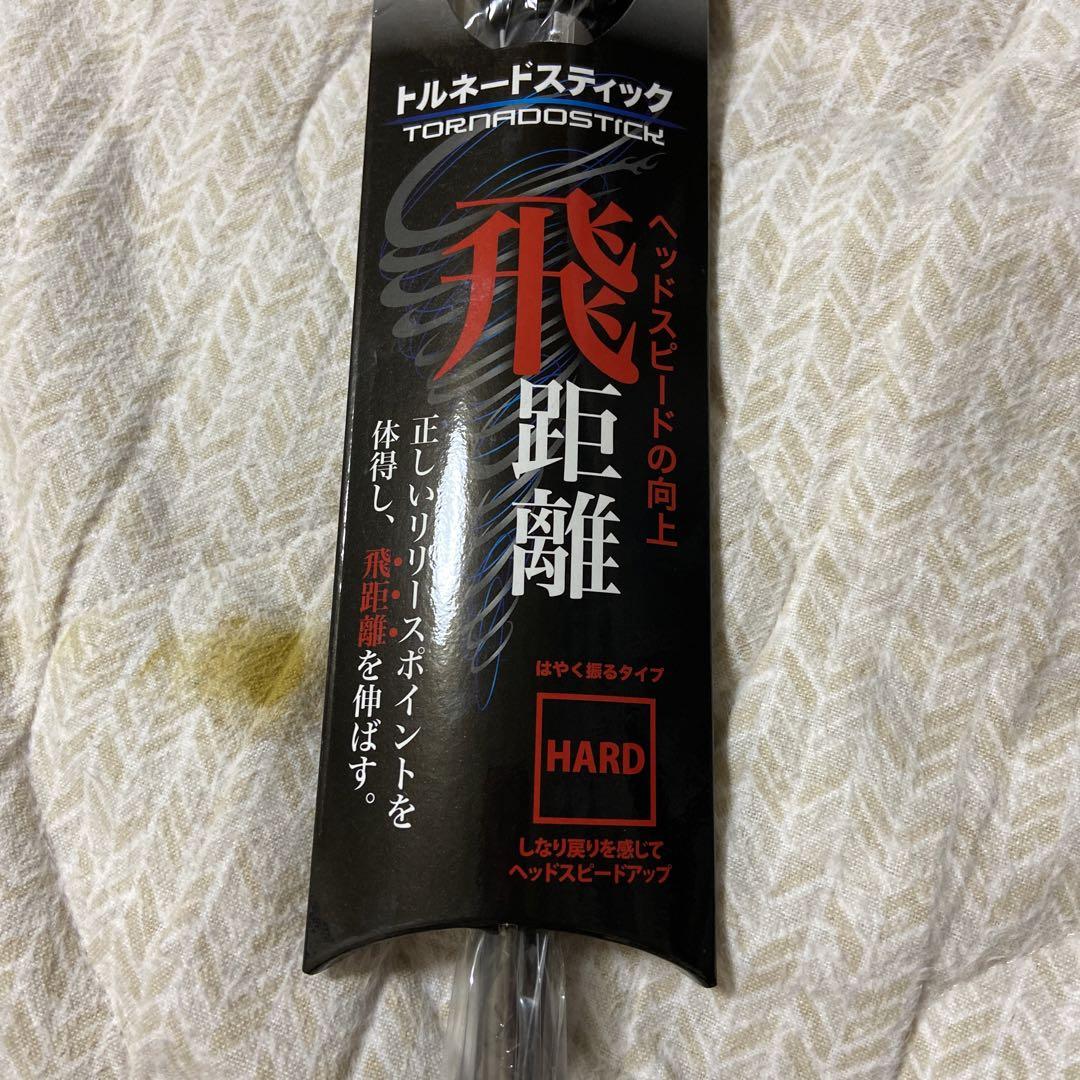 トルネードスティック
TORNADOSTICK
ヘッドスピードの向上
飛距離
正しいリリースポイントを
体得し、飛距離を伸ばす。
はやく振るタイプ
HARD
しなり戻りを感じて
ヘッドスピードアップ